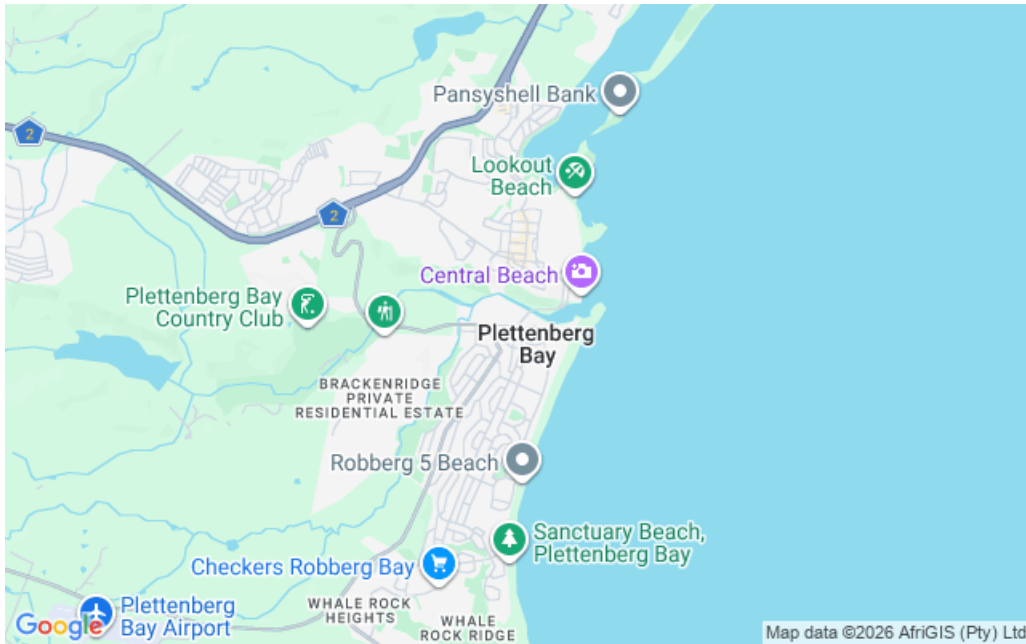 Pansyshell Bank
2
Lookout
Beach
2
Central Beach
Plettenberg Bay
Country Club
Plettenberg
Bay
BRACKENRIDGE
PRIVATE
RESIDENTIAL ESTATE
Robberg 5 Beach
Sanctuary Beach,
Plettenberg Bay
Checkers Robberg Bay
WHALE ROCK
HEIGHTS
Plettenberg
Bay Airport
WHALE
ROCK RIDGE
Google
Map data ©2026 AfriGIS (Pty) Ltd